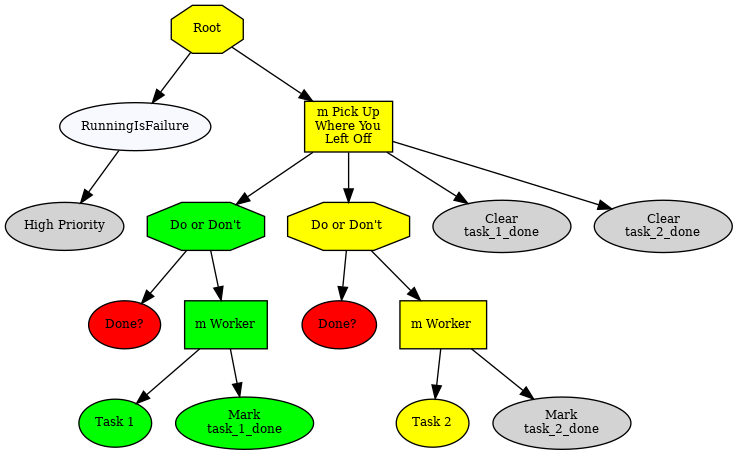 Root
RunningIsFailure
m Pick Up
Where You
Left Off
High Priority
Do or Don't
Do or Don't
Clear
task_1_done
Clear
task_2_done
Done?
m Worker
Done?
m Worker
Task 1
Mark
task_1_done
Task 2
Mark
task_2_done